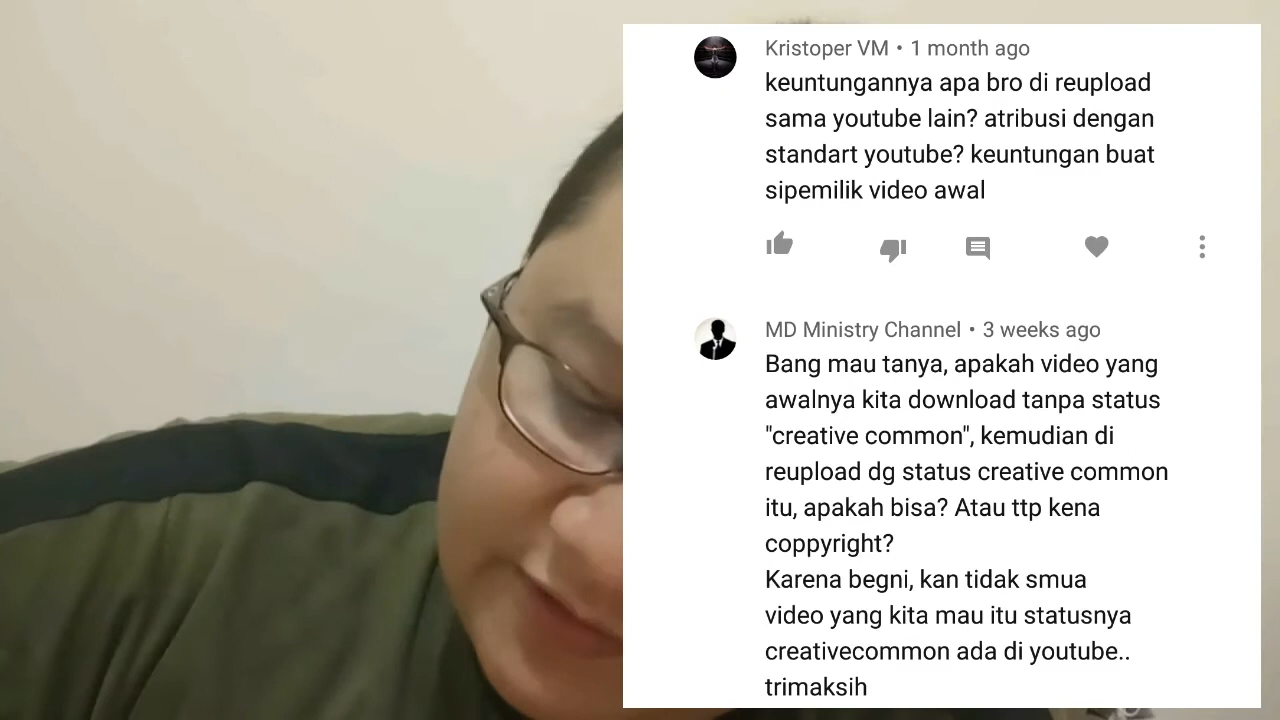 Kristoper VM • 1 month ago
keuntungannya apa bro di reupload
sama youtube lain? atribusi dengan
standart youtube? keuntungan buat
sipemilik video awal
MD Ministry Channel • 3 weeks ago
Bang mau tanya, apakah video yang
awalnya kita download tanpa status
"creative common", kemudian di
reupload dg status creative common
itu, apakah bisa? Atau ttp kena
coppyright?
Karena begni, kan tidak smua
video yang kita mau itu statusnya
creativecommon ada di youtube..
trimaksih